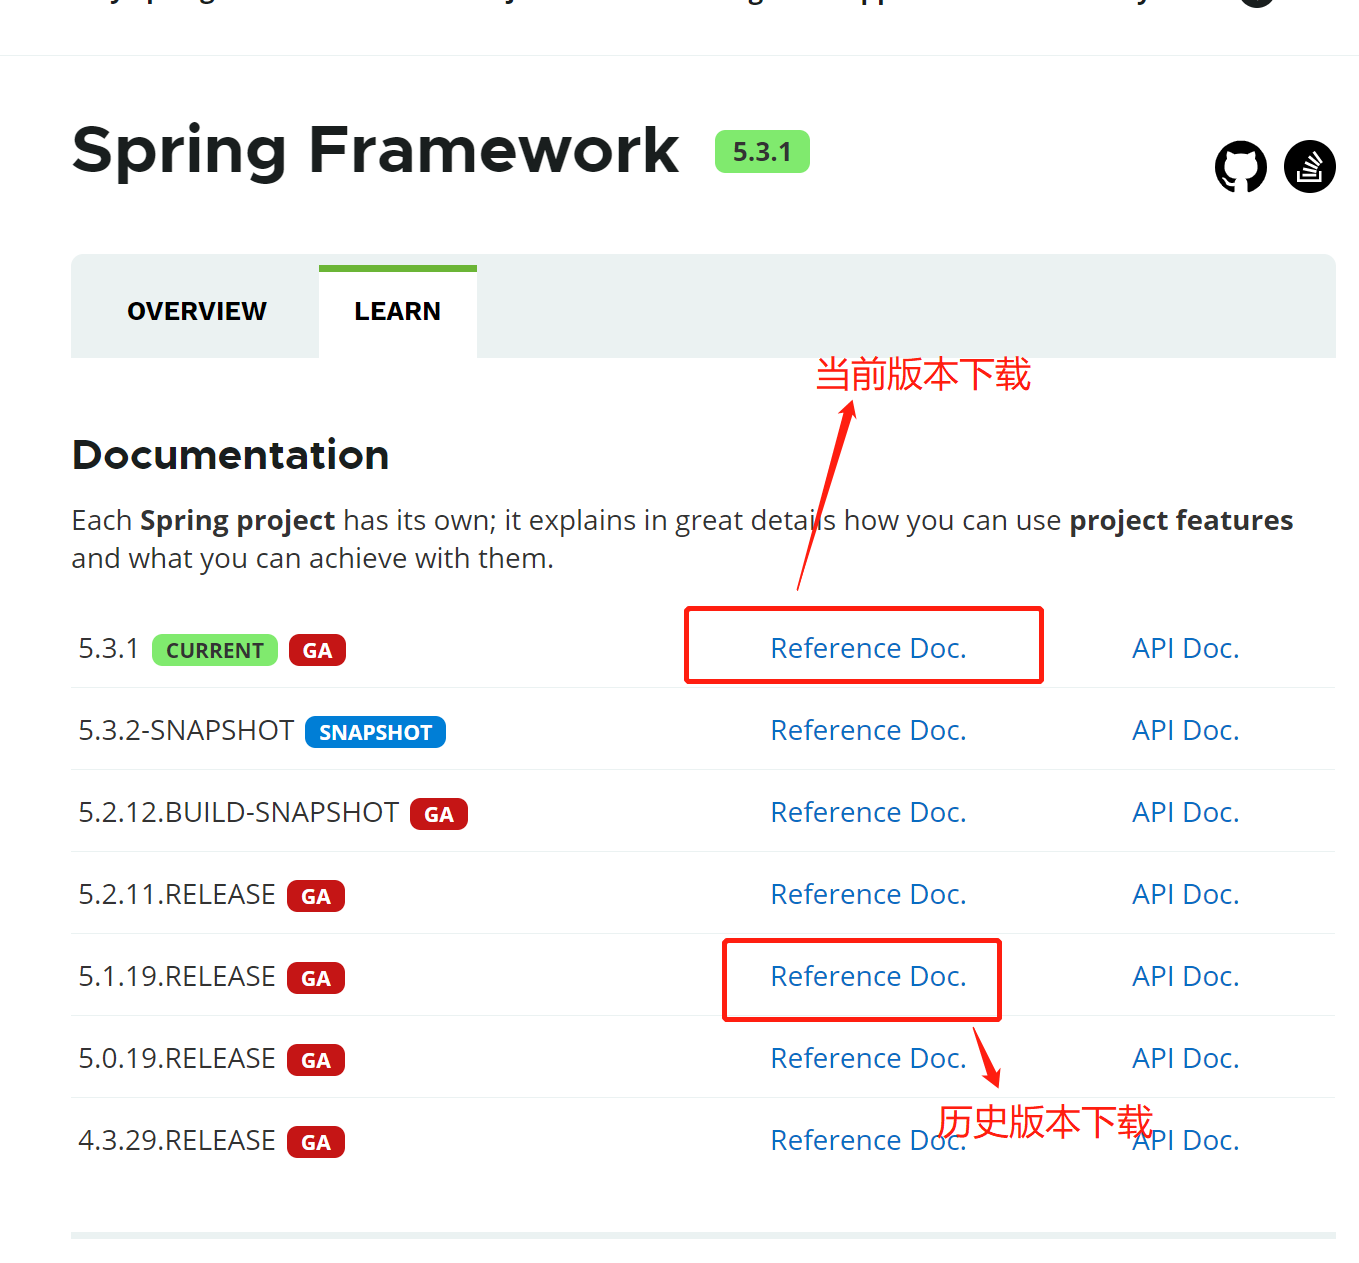 Spring Framework 5.3.1
OVERVIEW LEARN
当前版本下载
Documentation
Each Spring project has its own; it explains in great details how you can use project features
and what you can achieve with them.
5.3.1 CURRENT GA Reference Doc. API Doc.
5.3.2-SNAPSHOT SNAPSHOT Reference Doc. API Doc.
5.2.12.BUILD-SNAPSHOT GA Reference Doc. API Doc.
5.2.11.RELEASE GA Reference Doc. API Doc.
5.1.19.RELEASE GA Reference Doc. API Doc.
5.0.19.RELEASE GA Reference Doc. API Doc.
历史版本下载
4.3.29.RELEASE GA Reference Doc. API Doc.